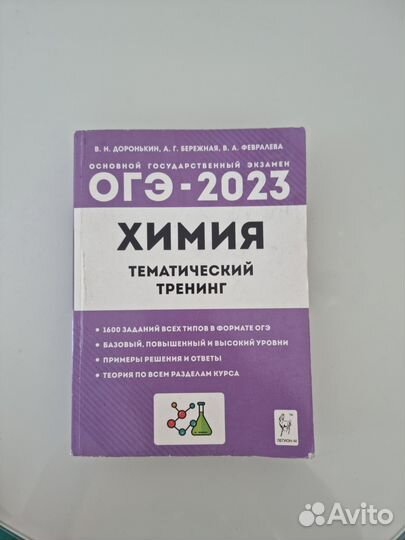 В. Н. ДОРОНЬКИН, А. Г. БЕРЕЖНАЯ, В. А. ФЕВРАЛЕВА
ОСНОВНОЙ ГОСУДАРСТВЕННЫЙ ЭКЗАМЕН
ОГЭ-2023
ХИМИЯ
ТЕМАТИЧЕСКИЙ
ТРЕНИНГ
• 1600 ЗАДАНИЙ ВСЕХ ТИПОВ В ФОРМАТЕ ОГЭ
• БАЗОВЫЙ, ПОВЫШЕННЫЙ И ВЫСОКИЙ УРОВНИ
• ПРИМЕРЫ РЕШЕНИЯ И ОТВЕТЫ
• ТЕОРИЯ ПО ВСЕМ РАЗДЕЛАМ КУРСА
ЛЕГИОН-М
Avito